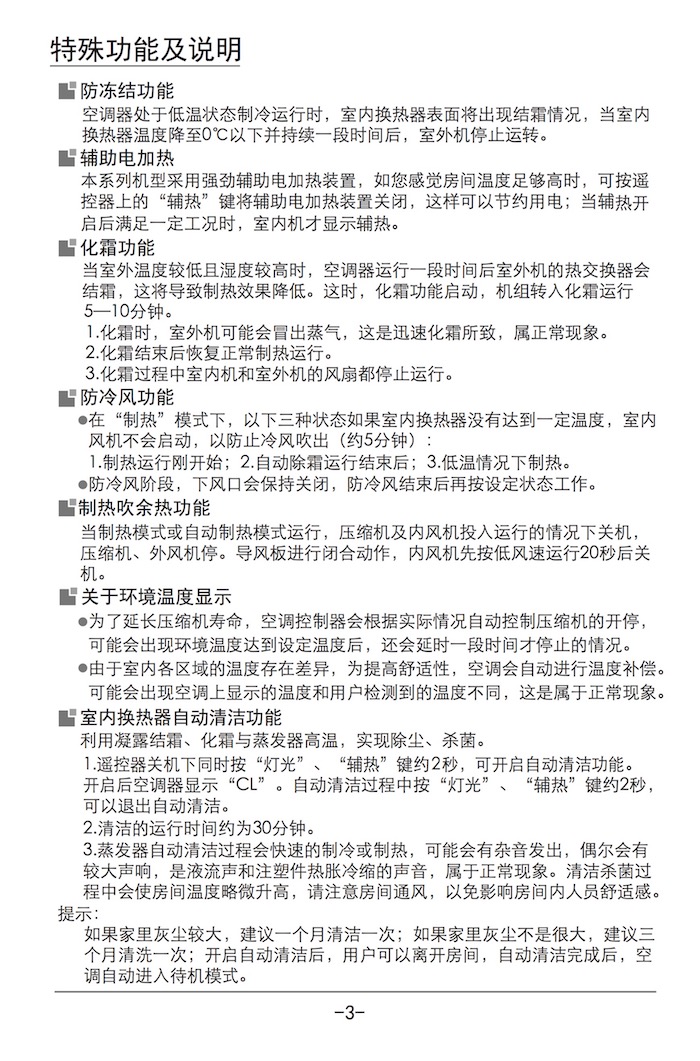 特殊功能及说明
防冻结功能
空调器处于低温状态制冷运行时，室内换热器表面将出现结霜情况，当室内
换热器温度降至0℃以下并持续一段时间后，室外机停止运转。
辅助电加热
本系列机型采用强劲辅助电加热装置，如您感觉房间温度足够高时，可按遥
控器上的“辅热”键将辅助电加热装置关闭，这样可以节约用电；当辅热开
启后满足一定工况时，室内机才显示辅热。
化霜功能
当室外温度较低且湿度较高时，空调器运行一段时间后室外机的热交换器会
结霜，这将导致制热效果降低。这时，化霜功能启动，机组转入化霜运行
5—10分钟。
1.化霜时，室外机可能会冒出蒸气，这是迅速化霜所致，属正常现象。
2.化霜结束后恢复正常制热运行。
3.化霜过程中室内机和室外机的风扇都停止运行。
防冷风功能
●在“制热”模式下，以下三种状态如果室内换热器没有达到一定温度，室内
风机不会启动，以防止冷风吹出（约5分钟）：
1.制热运行刚开始；2.自动除霜运行结束后；3.低温情况下制热。
●防冷风阶段，下风口会保持关闭，防冷风结束后再按设定状态工作。
制热吹余热功能
当制热模式或自动制热模式运行，压缩机及内风机投入运行的情况下关机，
压缩机、外风机停。导风板进行闭合动作，内风机先按低风速运行20秒后关
机。
关于环境温度显示
●为了延长压缩机寿命，空调控制器会根据实际情况自动控制压缩机的开停，
可能会出现环境温度达到设定温度后，还会延时一段时间才停止的情况。
●由于室内各区域的温度存在差异，为提高舒适性，空调会自动进行温度补偿。
可能会出现空调上显示的温度和用户检测到的温度不同，这是属于正常现象。
室内换热器自动清洁功能
利用凝露结霜、化霜与蒸发器高温，实现除尘、杀菌。
1.遥控器关机下同时按“灯光”、“辅热”键约2秒，可开启自动清洁功能。
开启后空调器显示“CL”。自动清洁过程中按“灯光”、“辅热”键约2秒，
可以退出自动清洁。
2.清洁的运行时间约为30分钟。
3.蒸发器自动清洁过程会快速的制冷或制热，可能会有杂音发出，偶尔会有
较大声响，是液流声和注塑件热胀冷缩的声音，属于正常现象。清洁杀菌过
程中会使房间温度略微升高，请注意房间通风，以免影响房间内人员舒适感。
提示：
如果家里灰尘较大，建议一个月清洁一次；如果家里灰尘不是很大，建议三
个月清洗一次；开启自动清洁后，用户可以离开房间，自动清洁完成后，空
调自动进入待机模式。
-3-